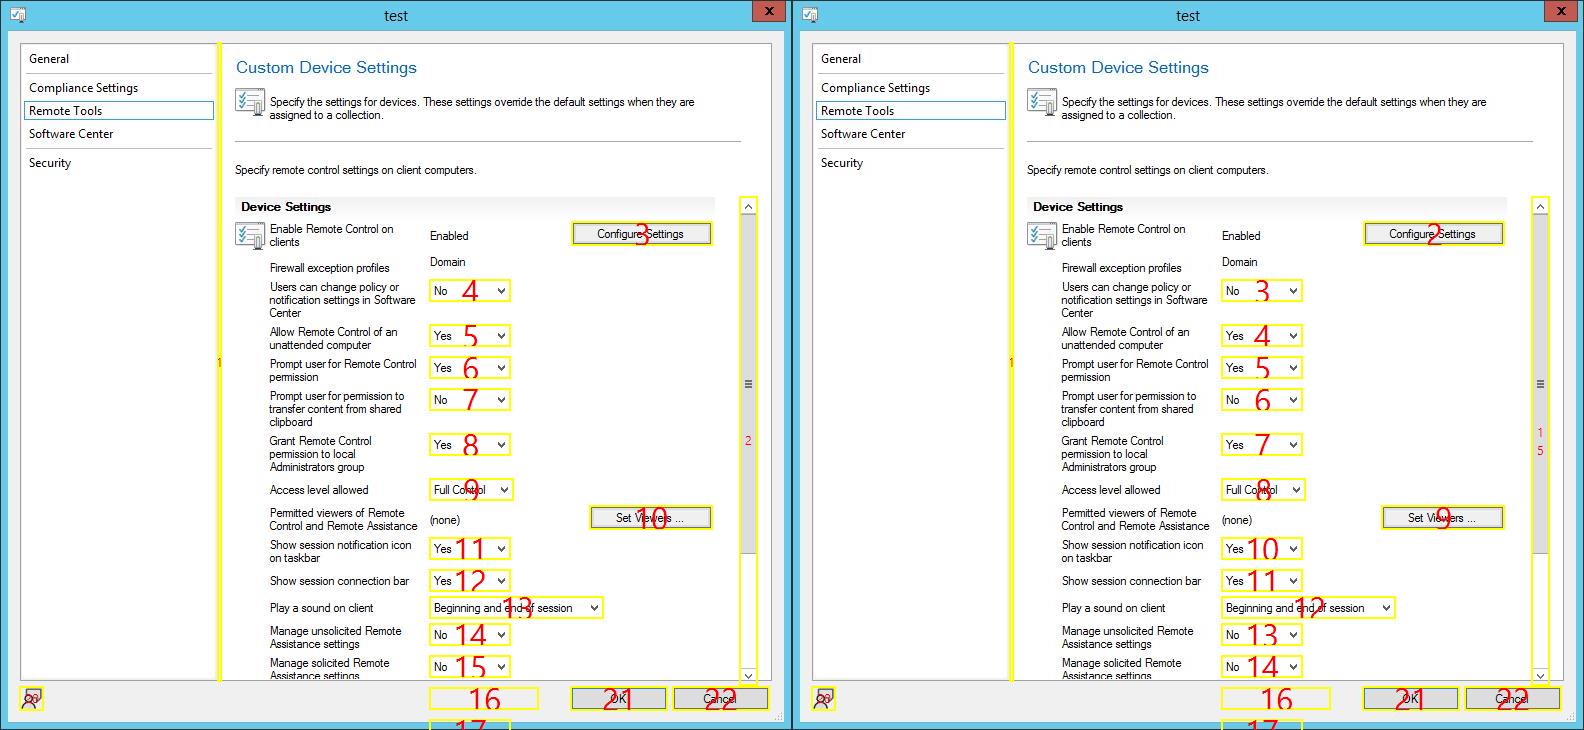 test
General
Compliance Settings
Remote Tools
Software Center
Security
1
Custom Device Settings
Specify the settings for devices. These settings override the default settings when they are
assigned to a collection.
Specify remote control settings on client computers.
Device Settings
Enable Remote Control on
clients
Enabled
Configure Settings
3
Firewall exception profiles
Domain
Users can change policy or
notification settings in Software
Center
No
4
Allow Remote Control of an
unattended computer
Yes
5
Prompt user for Remote Control
permission
Yes
6
Prompt user for permission to
transfer content from shared
clipboard
No
7
Grant Remote Control
permission to local
Administrators group
Yes
8
2
Access level allowed
Full Control
9
Permitted viewers of Remote
Control and Remote Assistance
(none)
Set Viewers ...
10
Show session notification icon
on taskbar
Yes
11
Show session connection bar
Yes
12
Play a sound on client
Beginning and end of session
13
Manage unsolicited Remote
Assistance settings
No
14
Manage solicited Remote
Assistance settings
No
15
16
OK
21
Cancel
22
17
test
General
Compliance Settings
Remote Tools
Software Center
Security
1
Custom Device Settings
Specify the settings for devices. These settings override the default settings when they are
assigned to a collection.
Specify remote control settings on client computers.
Device Settings
Enable Remote Control on
clients
Enabled
Configure Settings
2
Firewall exception profiles
Domain
Users can change policy or
notification settings in Software
Center
No
3
Allow Remote Control of an
unattended computer
Yes
4
Prompt user for Remote Control
permission
Yes
5
Prompt user for permission to
transfer content from shared
clipboard
No
6
Grant Remote Control
permission to local
Administrators group
Yes
7
1
5
Access level allowed
Full Control
8
Permitted viewers of Remote
Control and Remote Assistance
(none)
Set Viewers ...
9
Show session notification icon
on taskbar
Yes
10
Show session connection bar
Yes
11
Play a sound on client
Beginning and end of session
12
Manage unsolicited Remote
Assistance settings
No
13
Manage solicited Remote
Assistance settings
No
14
16
OK
21
Cancel
22
17